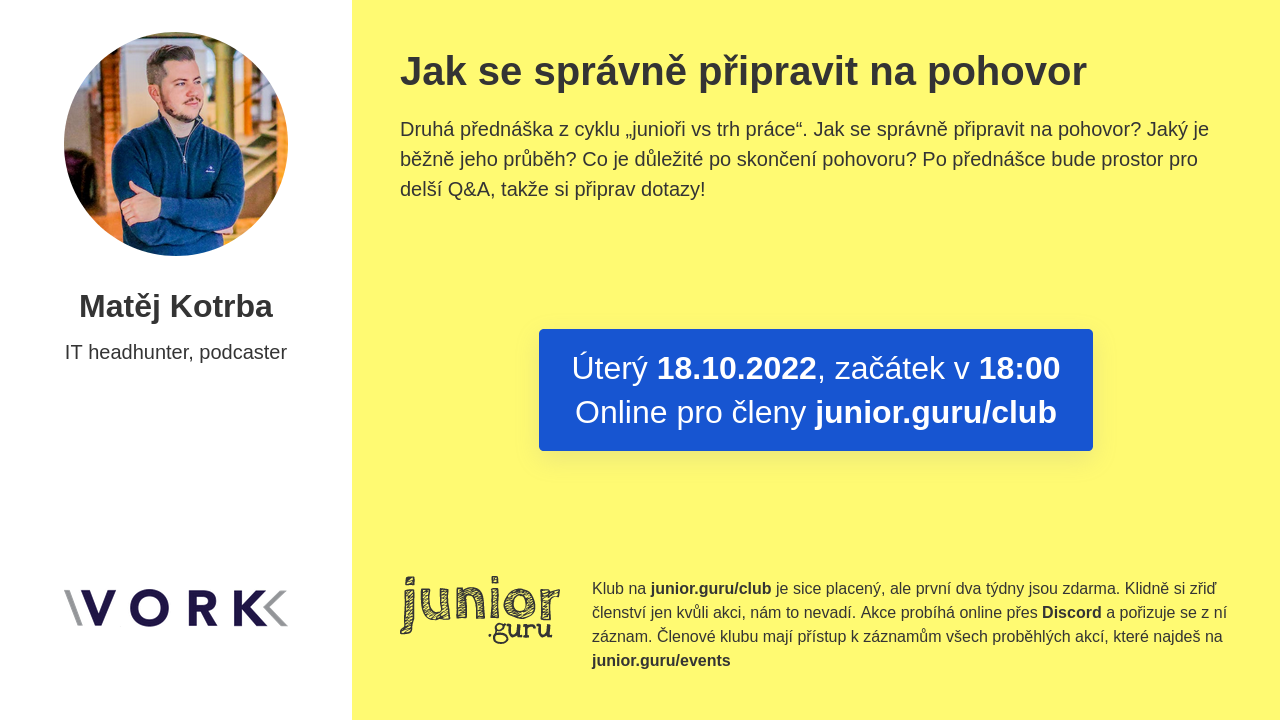 Matěj Kotrba
IT headhunter, podcaster
VORK
Jak se správně připravit na pohovor
Druhá přednáška z cyklu „junioři vs trh práce“. Jak se správně připravit na pohovor? Jaký je
běžně jeho průběh? Co je důležité po skončení pohovoru? Po přednášce bude prostor pro
delší Q&A, takže si připrav dotazy!
Úterý 18.10.2022, začátek v 18:00
Online pro členy junior.guru/club
junior
.guru
Klub na junior.guru/club je sice placený, ale první dva týdny jsou zdarma. Klidně si zřiď
členství jen kvůli akci, nám to nevadí. Akce probíhá online přes Discord a pořizuje se z ní
záznam. Členové klubu mají přístup k záznamům všech proběhlých akcí, které najdeš na
junior.guru/events